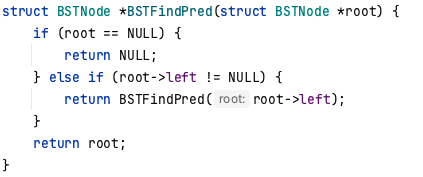 struct BSTNode *BSTFindPred(struct BSTNode *root) {
    if (root == NULL) {
        return NULL;
    } else if (root->left != NULL) {
        return BSTFindPred( root: root->left);
    }
    return root;
}